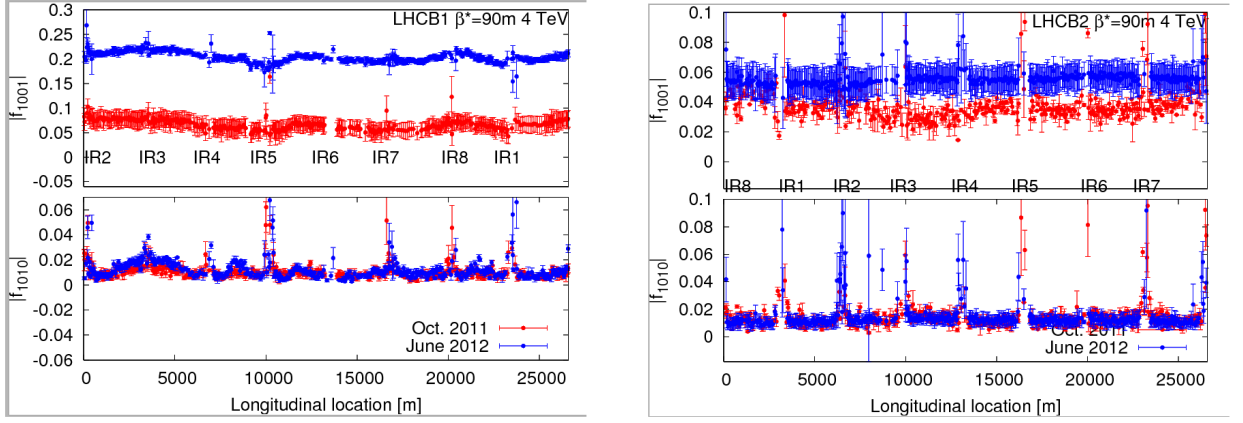 LHCB1 β*=90m 4 TeV
0.3
0.25
0.2
0.15
0.1
0.05
0
-0.05
|f1001|
IR2 IR3 IR4 IR5 IR6 IR7 IR8 IR1
0.06
0.04
0.02
0
-0.02
-0.04
-0.06
|f1010|
Oct. 2011
June 2012
0 5000 10000 15000 20000 25000
Longitudinal location [m]
LHCB2 β*=90m 4 TeV
0.1
0.08
0.06
0.04
0.02
0
|f1001|
IR8 IR1 IR2 IR3 IR4 IR5 IR6 IR7
0.1
0.08
0.06
0.04
0.02
0
|f1010|
Oct. 2011
June 2012
0 5000 10000 15000 20000 25000
Longitudinal location [m]